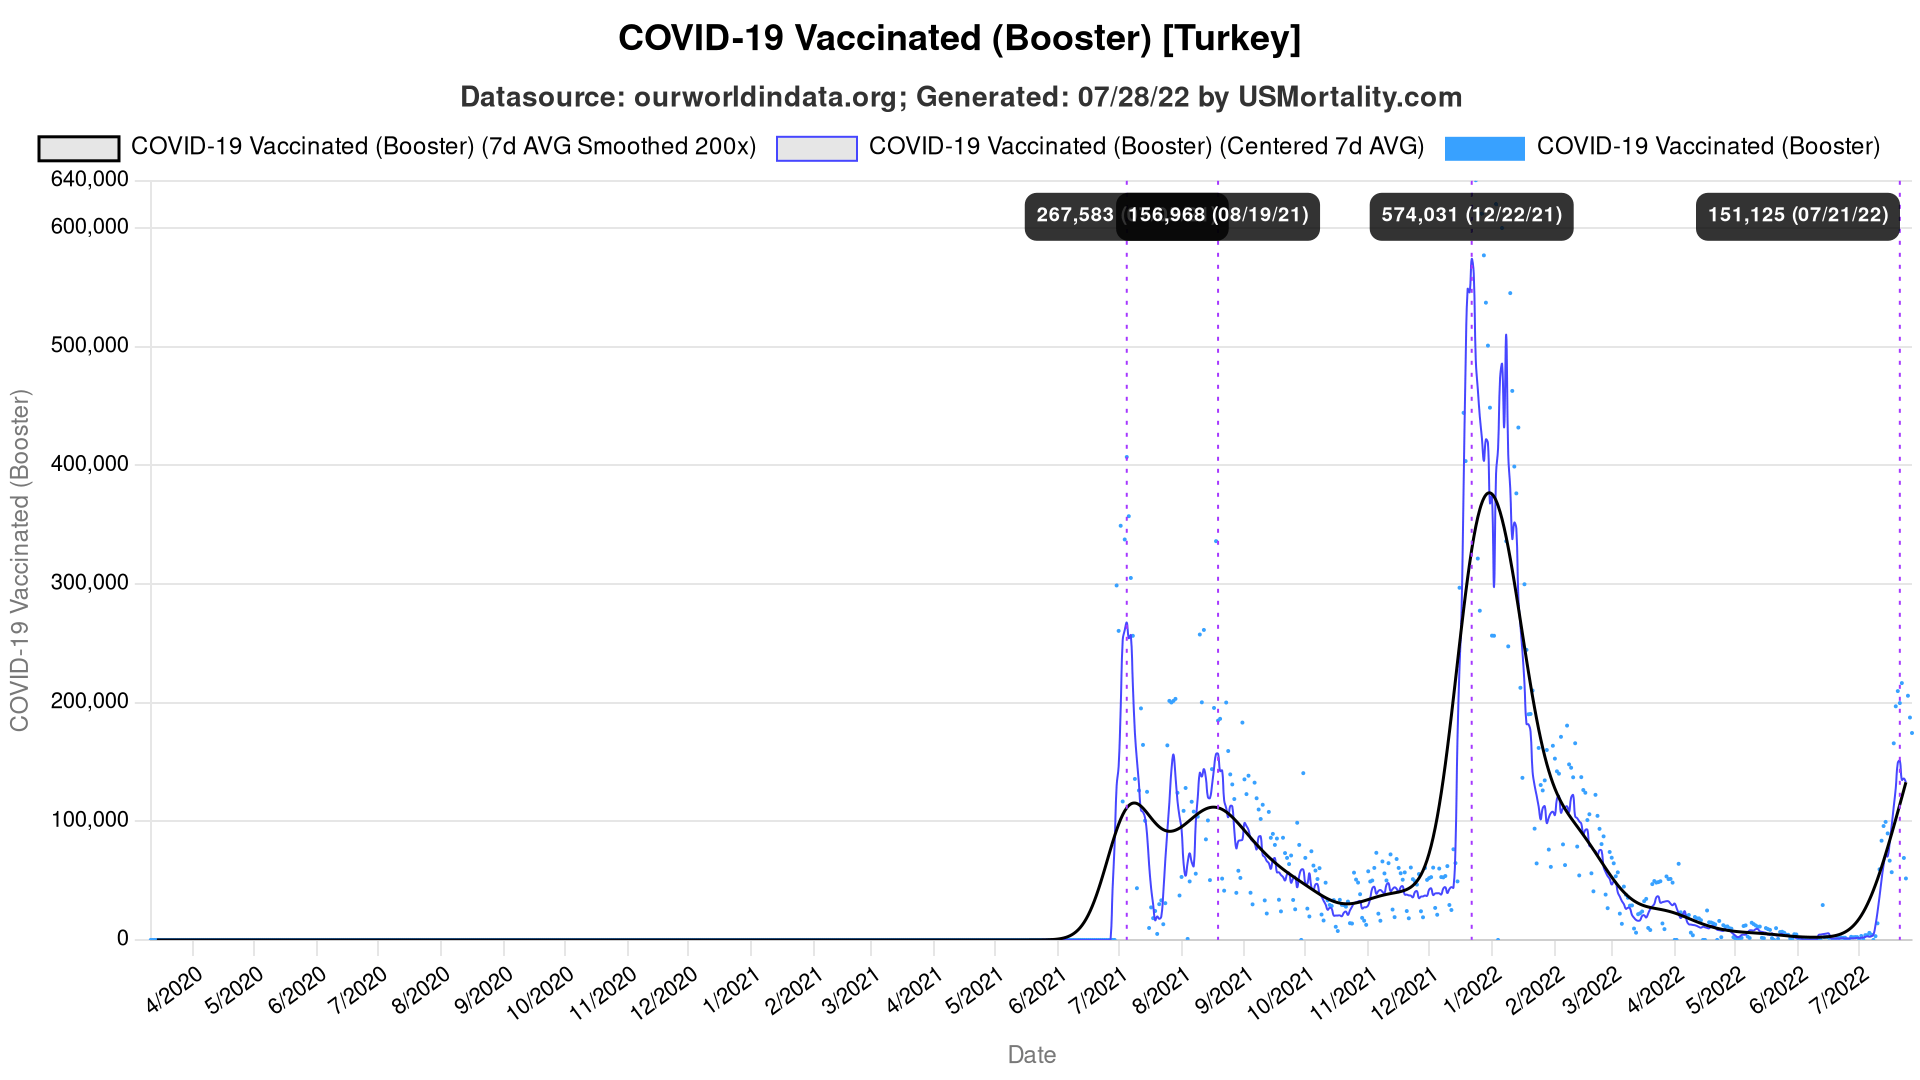 COVID-19 Vaccinated (Booster) [Turkey]
Datasource: ourworldindata.org; Generated: 07/28/22 by USMortality.com
COVID-19 Vaccinated (Booster) (7d AVG Smoothed 200x) COVID-19 Vaccinated (Booster) (Centered 7d AVG) COVID-19 Vaccinated (Booster)
640,000
267,583 156,968 (08/19/21) 574,031 (12/22/21) 151,125 (07/21/22)
600,000
500,000
400,000
300,000
200,000
100,000
0
COVID-19 Vaccinated (Booster)
4/2020 5/2020 6/2020 7/2020 8/2020 9/2020 10/2020 11/2020 12/2020 1/2021 2/2021 3/2021 4/2021 5/2021 6/2021 7/2021 8/2021 9/2021 10/2021 11/2021 12/2021 1/2022 2/2022 3/2022 4/2022 5/2022 6/2022 7/2022
Date